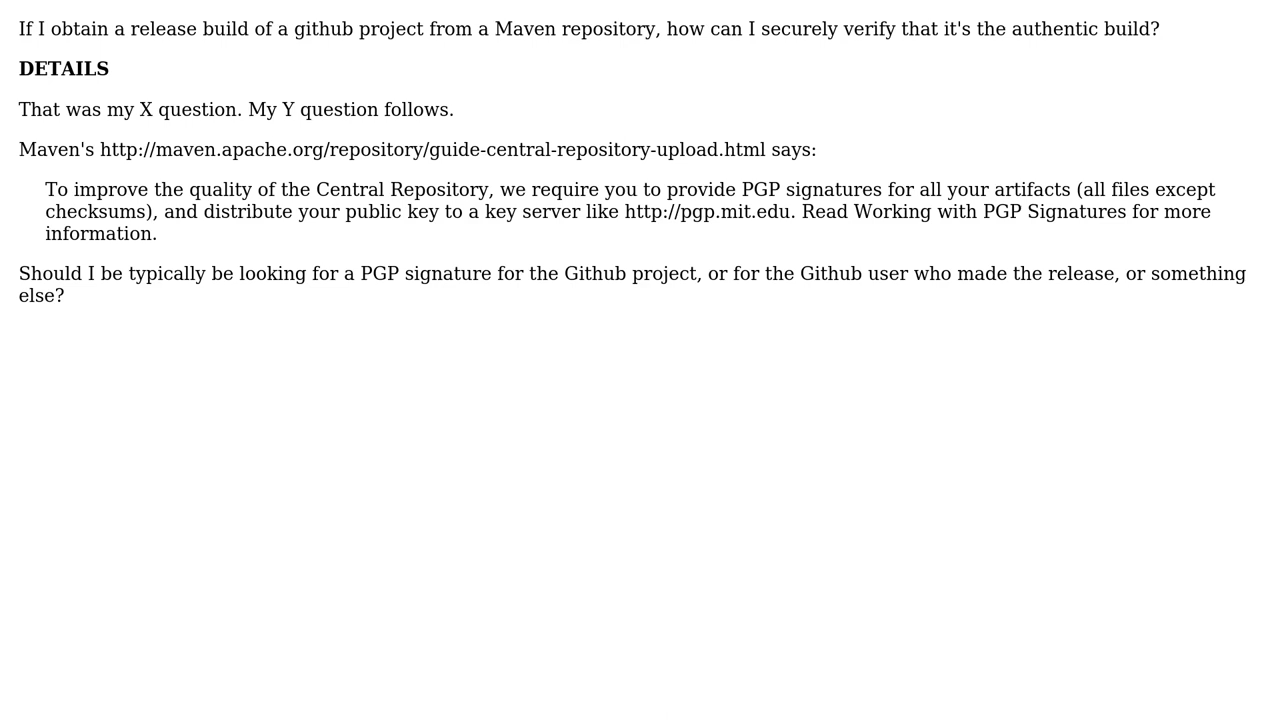 If I obtain a release build of a github project from a Maven repository, how can I securely verify that it's the authentic build?
DETAILS
That was my X question. My Y question follows.
Maven's http://maven.apache.org/repository/guide-central-repository-upload.html says:
To improve the quality of the Central Repository, we require you to provide PGP signatures for all your artifacts (all files except
checksums), and distribute your public key to a key server like http://pgp.mit.edu. Read Working with PGP Signatures for more
information.
Should I be typically be looking for a PGP signature for the Github project, or for the Github user who made the release, or something
else?